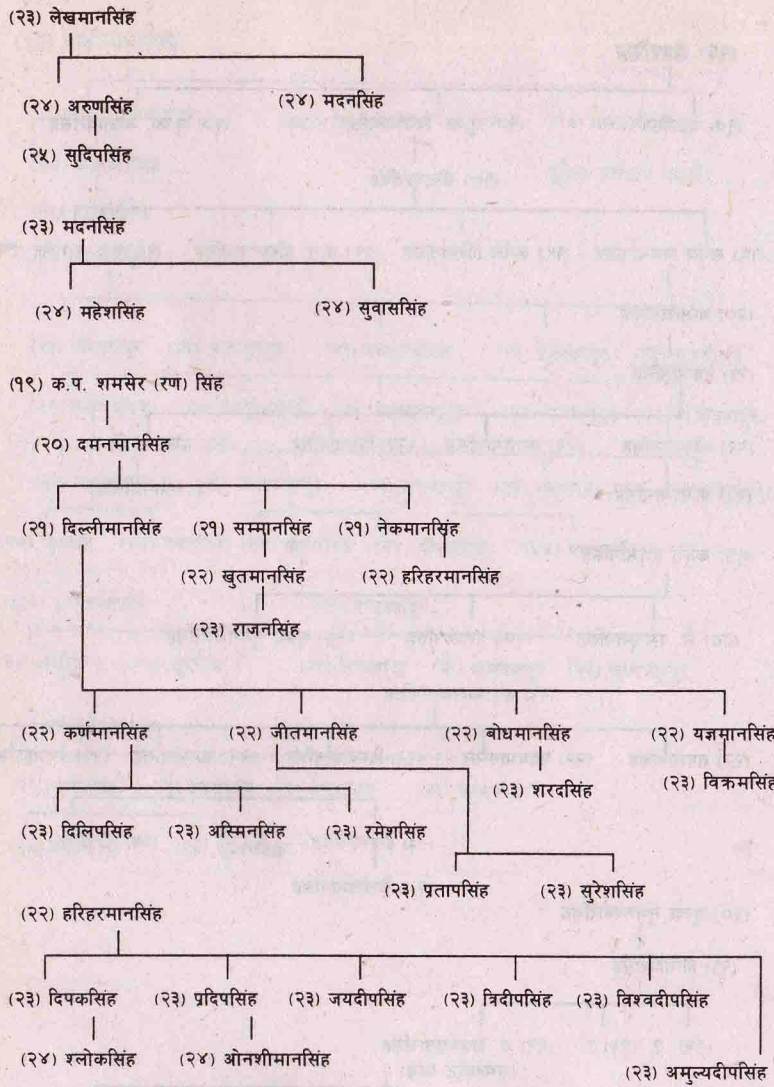 (२३) लेखमानसिंह
(२४) अरुणसिंह (२४) मदनसिंह
(२५) सुदिपसिंह
(२३) मदनसिंह
(२४) महेशसिंह (२४) सुवाससिंह
(१९) क.प. शमसेर (रण) सिंह
(२०) दमनमानसिंह
(२१) दिल्लीमानसिंह (२१) सम्मानसिंह (२१) नेकमानसिंह
(२२) खुतमानसिंह (२२) हरिहरमानसिंह
(२३) राजनसिंह
(२२) कर्णमानसिंह (२२) जीतमानसिंह (२२) बोधमानसिंह (२२) यज्ञमानसिंह
(२३) शरदसिंह (२३) विक्रमसिंह
(२३) दिलिपसिंह (२३) अस्मिनसिंह (२३) रमेशसिंह
(२३) प्रतापसिंह (२३) सुरेशसिंह
(२२) हरिहरमानसिंह
(२३) दिपकसिंह (२३) प्रदिपसिंह (२३) जयदीपसिंह (२३) त्रिदीपसिंह (२३) विश्वदीपसिंह
(२४) श्लोकसिंह (२४) ओनशीमानसिंह
(२३) अमुल्यदीपसिंह